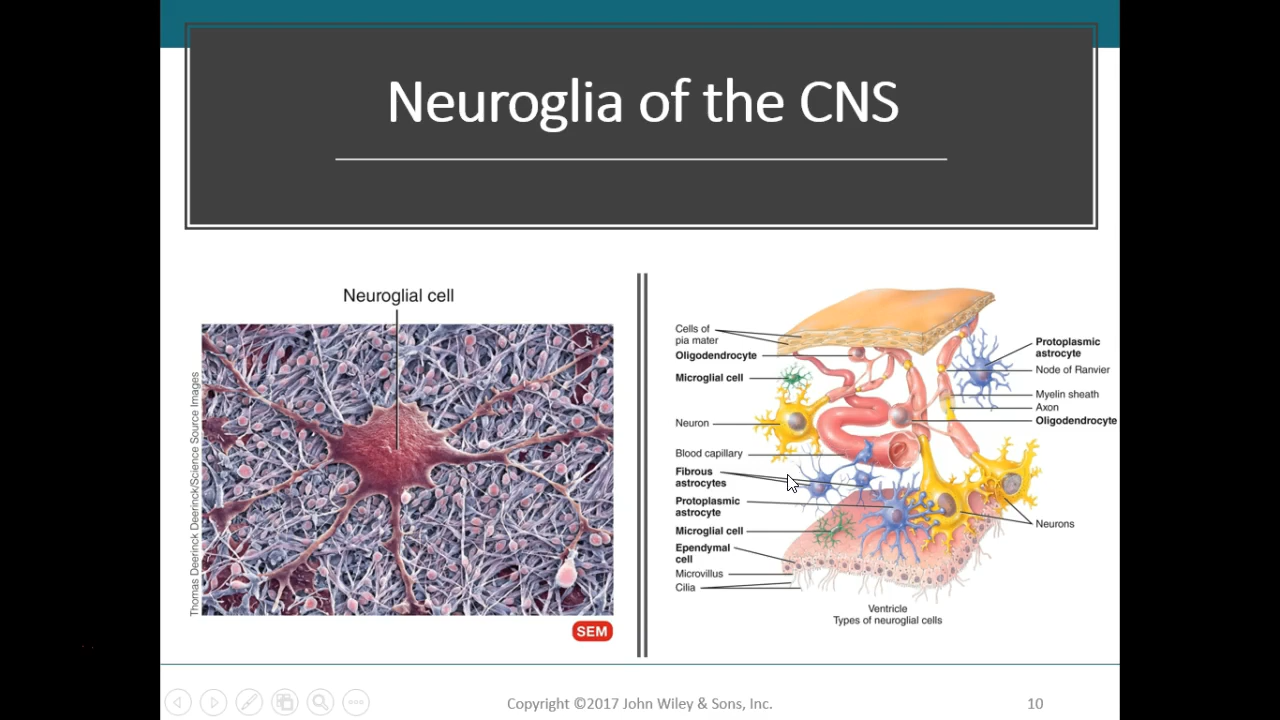 Neuroglia of the CNS
Neuroglial cell
Thomas Deerinck Deerinck/Science Source Images
SEM
Cells of
pia mater
Oligodendrocyte
Microglial cell
Neuron
Blood capillary
Fibrous
astrocytes
Protoplasmic
astrocyte
Microglial cell
Ependymal
cell
Microvillus
Cilia
Protoplasmic
astrocyte
Node of Ranvier
Myelin sheath
Axon
Oligodendrocyte
Neurons
Ventricle
Types of neuroglial cells
Copyright ©2017 John Wiley & Sons, Inc.
10